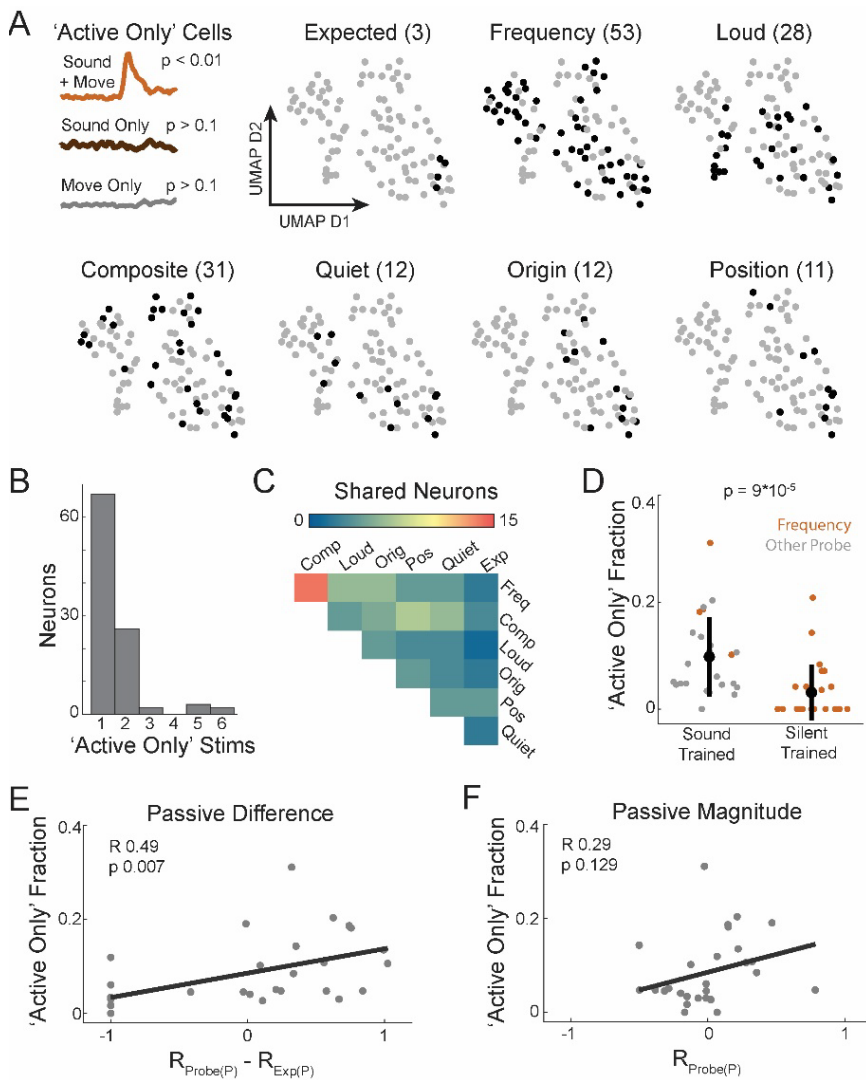 A
'Active Only' Cells
Sound
+ Move
p < 0.01
Sound Only
p > 0.1
Move Only
p > 0.1
Expected (3)
Frequency (53)
Loud (28)
UMAP D2
UMAP D1
Composite (31)
Quiet (12)
Origin (12)
Position (11)
B
Neurons
60
30
0
1 2 3 4 5 6
'Active Only' Stims
C
Shared Neurons
0
15
Comp
Loud
Orig
Pos
Quiet
Exp
Freq
Comp
Loud
Orig
Pos
Quiet
D
'Active Only' Fraction
0.4
0.2
0
p = 9*10-5
Frequency
Other Probe
Sound
Trained
Silent
Trained
E
Passive Difference
'Active Only' Fraction
0.4
0.2
0
R 0.49
p 0.007
-1 0 1
RProbe(P) - RExp(P)
F
Passive Magnitude
'Active Only' Fraction
0.4
0.2
0
R 0.29
p 0.129
-1 0 1
RProbe(P)